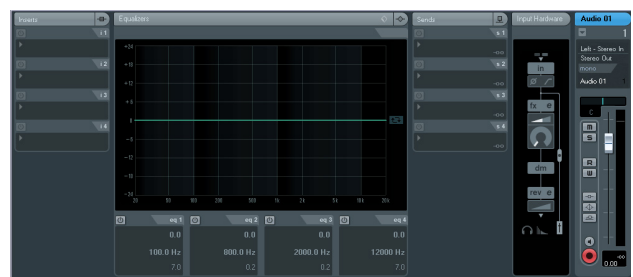 Inserts
i 1
i 2
i 3
i 4
Equalizers
+24
+18
+12
+6
0
-6
-12
-18
-24
20 50 100 200 500 1k 2k 5k 10k 20k
eq 1
0.0
100.0 Hz
7.0
eq 2
0.0
800.0 Hz
0.2
eq 3
0.0
2000.0 Hz
0.2
eq 4
0.0
12000 Hz
7.0
Sends
s 1
-oo
s 2
-oo
s 3
-oo
s 4
-oo
Input Hardware
in
fx e
drn
rev e
Audio 01
1
Left - Stereo In
Stereo Out
mono
Audio 01
C
M
S
R
W
-oo
0.00